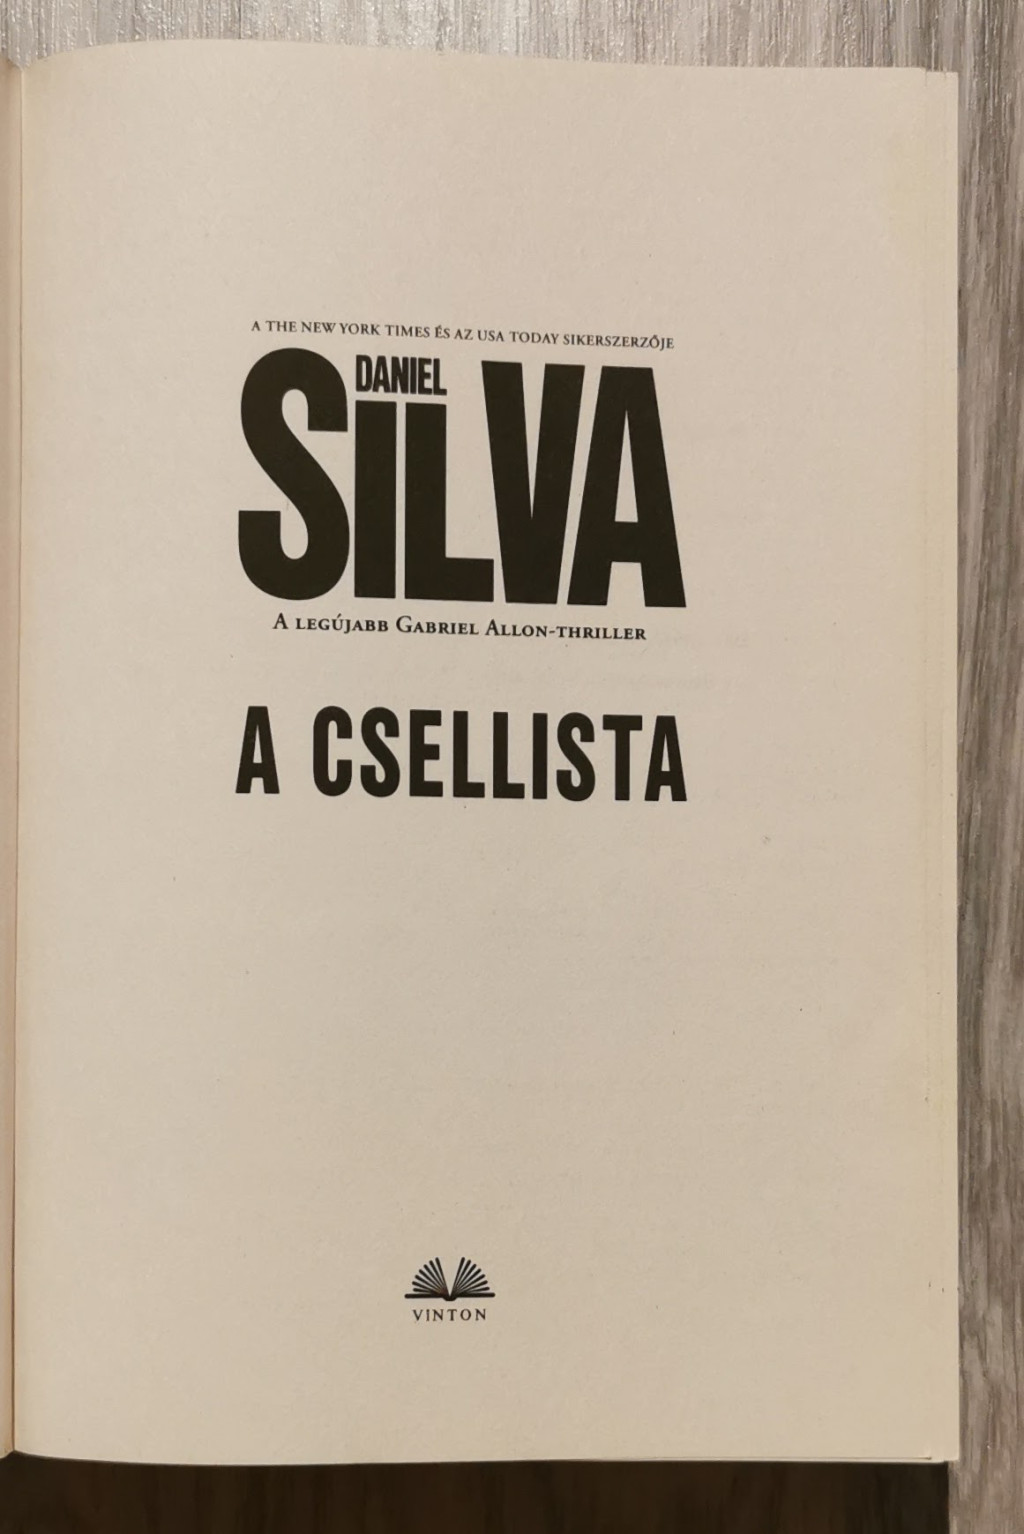 A THE NEW YORK TIMES ÉS AZ USA TODAY SIKERSZERZŐJE
DANIEL
SILVA
A LEGÚJABB GABRIEL ALLON-THRILLER
A CSELLISTA
VINTON